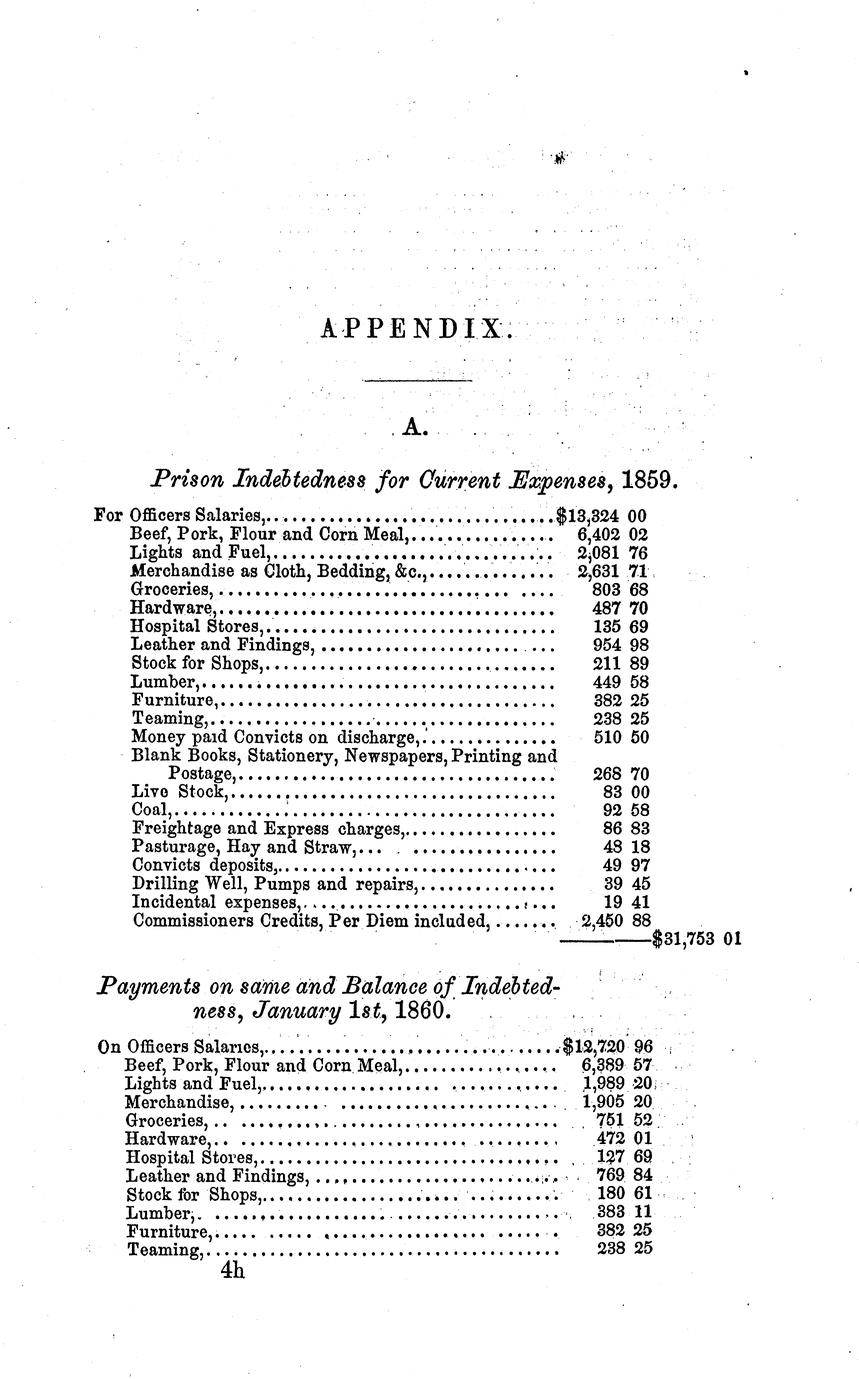 APPENDIX.
A.
Prison Indebtedness for Current Expenses, 1859.
For Officers Salaries,..............................$13,324 00
Beef, Pork, Flour and Corn Meal,................ 6,402 02
Lights and Fuel,.............................. 2,081 76
Merchandise as Cloth, Bedding, &c.,.............. 2,631 71
Groceries, .................................... 803 68
Hardware,.................................... 487 70
Hospital Stores,............................... 135 69
Leather and Findings, .......................... 954 98
Stock for Shops,............................... 211 89
Lumber,...................................... 449 58
Furniture,.................................... 382 25
Teaming,..................................... 238 25
Money paid Convicts on discharge,............... 510 50
Blank Books, Stationery, Newspapers, Printing and
Postage,.................................. 268 70
Live Stock,................................... 83 00
Coal,......................................... 92 58
Freightage and Express charges,................ 86 83
Pasturage, Hay and Straw,... . ................ 48 18
Convicts deposits,.............................. 49 97
Drilling Well, Pumps and repairs,............... 39 45
Incidental expenses,............................ 19 41
Commissioners Credits, Per Diem included, ....... 2,450 88
$31,753 01
Payments on same and Balance of Indebted-
ness, January 1st, 1860.
On Officers Salaries,................................$12,720 96
Beef, Pork, Flour and Corn Meal,................. 6,389 57
Lights and Fuel,................... ............ 1,989 20
Merchandise, .......... ....................... 1,905 20
Groceries, .. .................................. 751 52
Hardware,.. ........................ ......... 472 01
Hospital Stores,................................ 127 69
Leather and Findings, .......................... 769 84
Stock for Shops,..................... .......... 180 61
Lumber,. ..................................... 383 11
Furniture,..... ..... .................. ...... . 382 25
Teaming,...................................... 238 25
4h